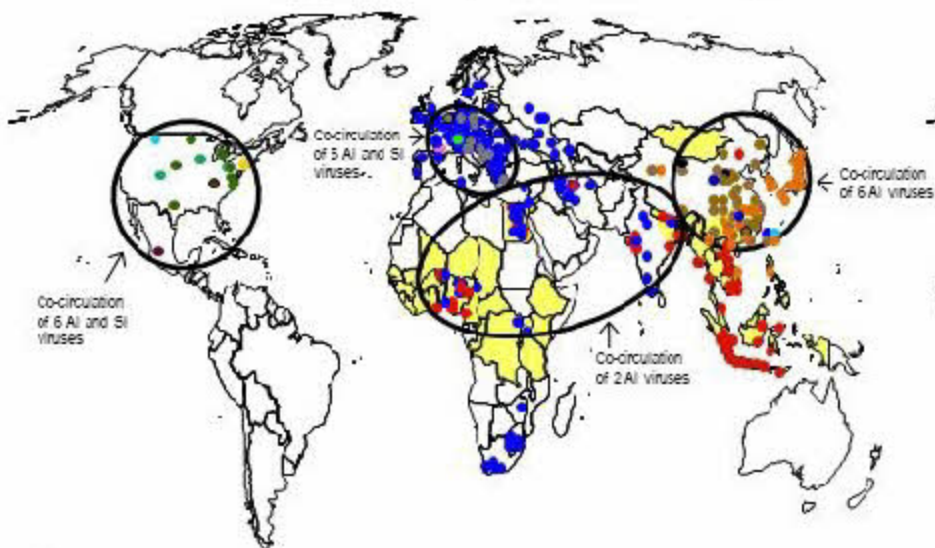 Co-circulation
of 5 AI and SI
viruses.
Co-circulation
of 6 AI viruses
Co-circulation
of 6 AI and SI
viruses
Co-circulation
of 2 AI viruses